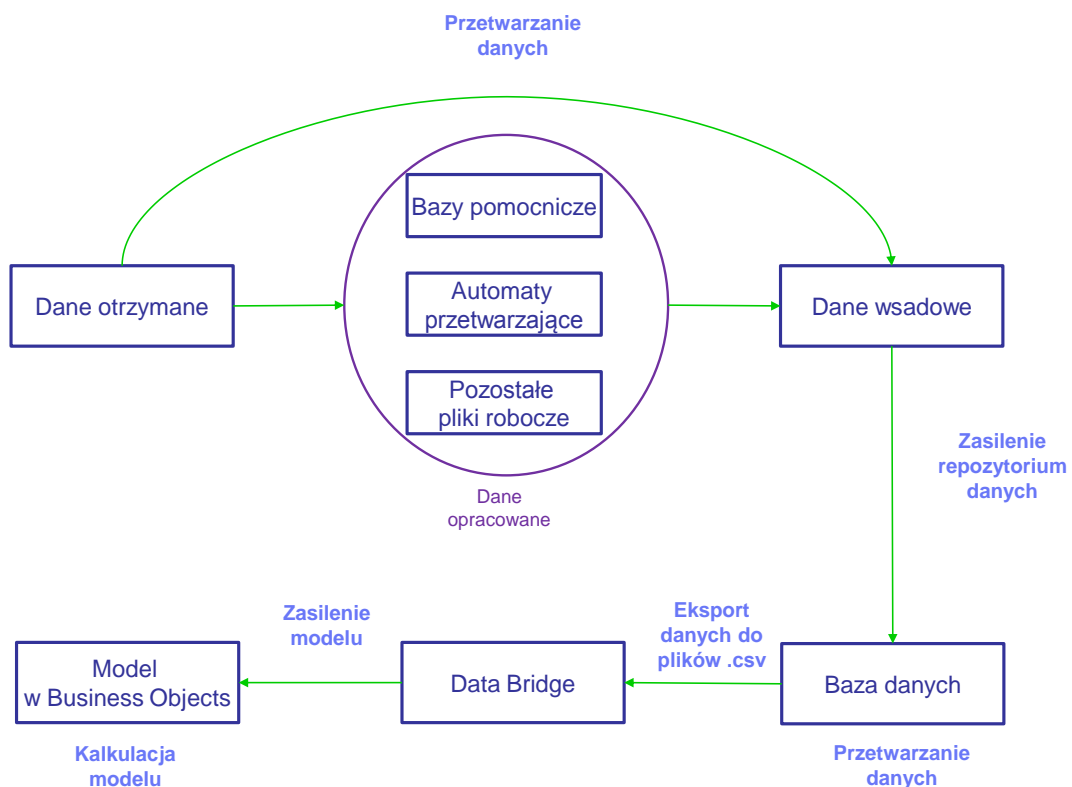 Przetwarzanie
danych
Bazy pomocnicze
Dane otrzymane
Automaty
przetwarzające
Dane wsadowe
Pozostałe
pliki robocze
Dane
opracowane
Zasilenie
repozytorium
danych
Zasilenie
modelu
Eksport
danych do
plików .csv
Model
w Business Objects
Data Bridge
Baza danych
Kalkulacja
modelu
Przetwarzanie
danych